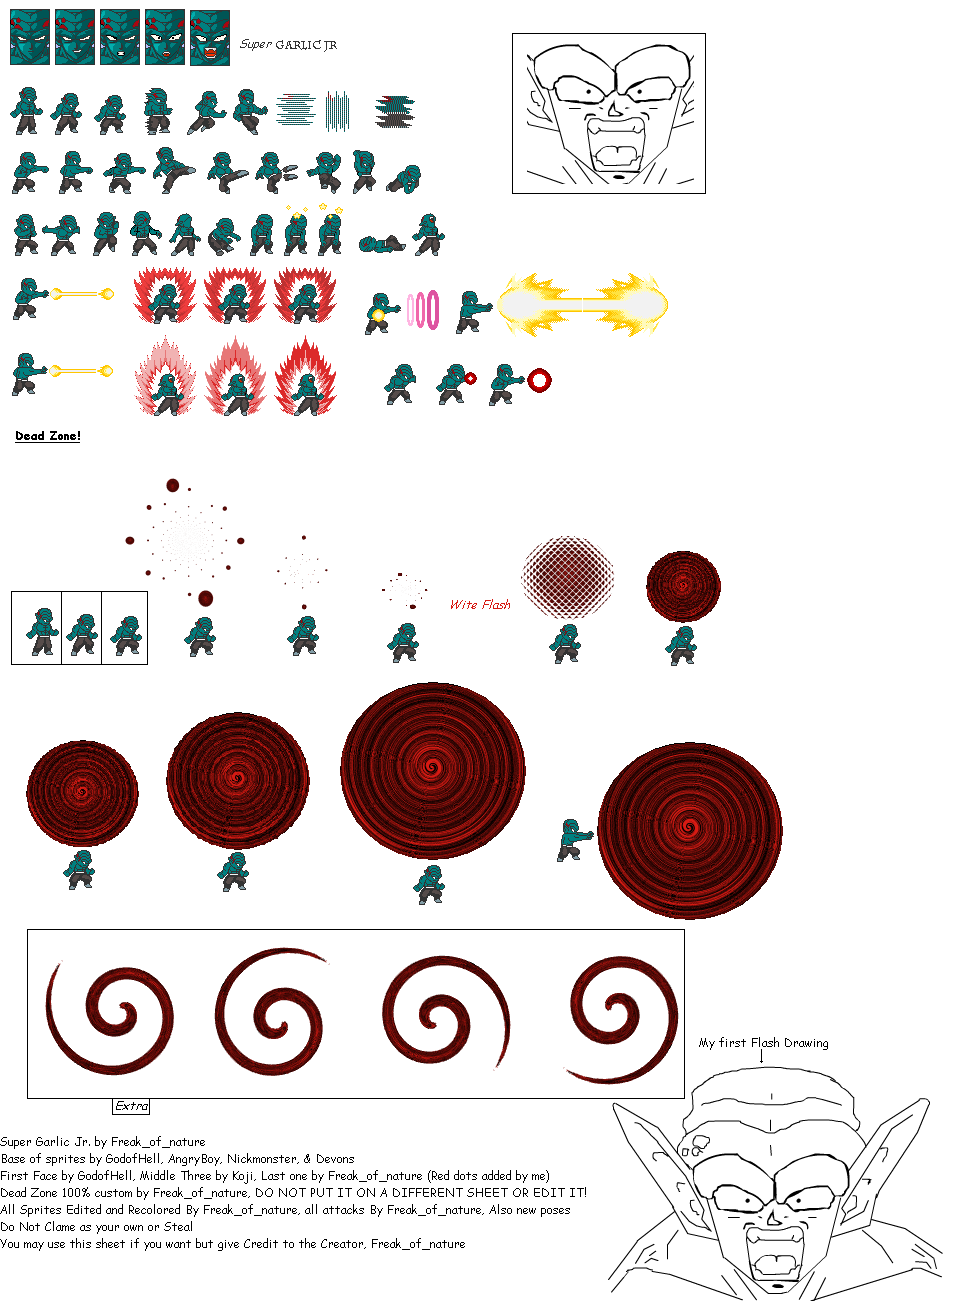 Super GARLIC JR
Dead Zone!
Wite Flash
My first Flash Drawing
Extra
Super Garlic Jr. by Freak_of_nature
Base of sprites by GodofHell, AngryBoy, Nickmonster, & Devons
First Face by GodofHell, Middle Three by Koji, Last one by Freak_of_nature (Red dots added by me)
Dead Zone 100% custom by Freak_of_nature, DO NOT PUT IT ON A DIFFERENT SHEET OR EDIT IT!
All Sprites Edited and Recolored By Freak_of_nature, all attacks By Freak_of_nature, Also new poses
Do Not Clame as your own or Steal
You may use this sheet if you want but give Credit to the Creator, Freak_of_nature